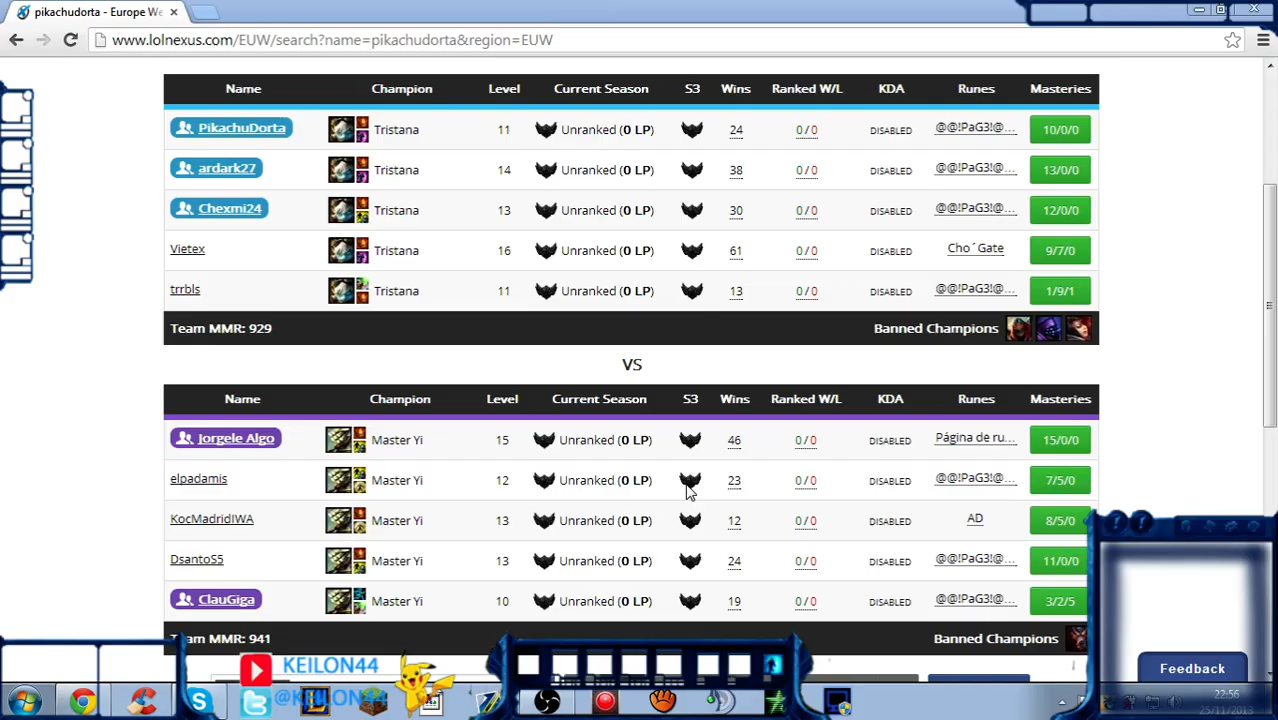 pikachudorta - Europe We
www.lolnexus.com/EUW/search?name=pikachudorta&region=EUW
Name Champion Level Current Season S3 Wins Ranked W/L KDA Runes Masteries
PikachuDorta Tristana 11 Unranked (0 LP) 24 0/0 DISABLED @@!PaG3!@... 10/0/0
ardark27 Tristana 14 Unranked (0 LP) 38 0/0 DISABLED @@!PaG3!@... 13/0/0
Chexmi24 Tristana 13 Unranked (0 LP) 30 0/0 DISABLED @@!PaG3!@... 12/0/0
Vietex Tristana 16 Unranked (0 LP) 61 0/0 DISABLED Cho´Gate 9/7/0
trrbls Tristana 11 Unranked (0 LP) 13 0/0 DISABLED @@!PaG3!@... 1/9/1
Team MMR: 929 Banned Champions
VS
Name Champion Level Current Season S3 Wins Ranked W/L KDA Runes Masteries
Jorgele Algo Master Yi 15 Unranked (0 LP) 46 0/0 DISABLED Página de ru... 15/0/0
elpadamis Master Yi 12 Unranked (0 LP) 23 0/0 DISABLED @@!PaG3!@... 7/5/0
KocMadridIWA Master Yi 13 Unranked (0 LP) 12 0/0 DISABLED AD 8/5/0
DsantoS5 Master Yi 13 Unranked (0 LP) 24 0/0 DISABLED @@!PaG3!@... 11/0/0
ClauGiga Master Yi 10 Unranked (0 LP) 19 0/0 DISABLED @@!PaG3!@... 3/2/5
Team MMR: 941 Banned Champions
KEILON44
@KEILON44
Feedback
22:56
25/11/2013